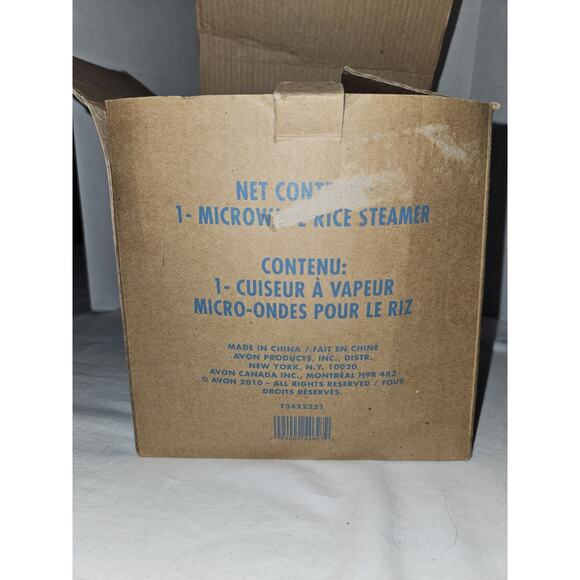 NET
1- RICE STEAMER
CONTENU:
1- CUISEUR À VAPEUR
MICRO-ONDES POUR LE RIZ
MADE IN CHINA / FAIT EN CHINE
AVON PRODUCTS, INC., DISTR.
NEW YORK, N.Y. 10020
AVON CANADA INC., MONTRÉAL H9R 4R3
© AVON 2010 - ALL RIGHTS RESERVED / TOUS
DROITS RÉSERVÉS.
F3422221